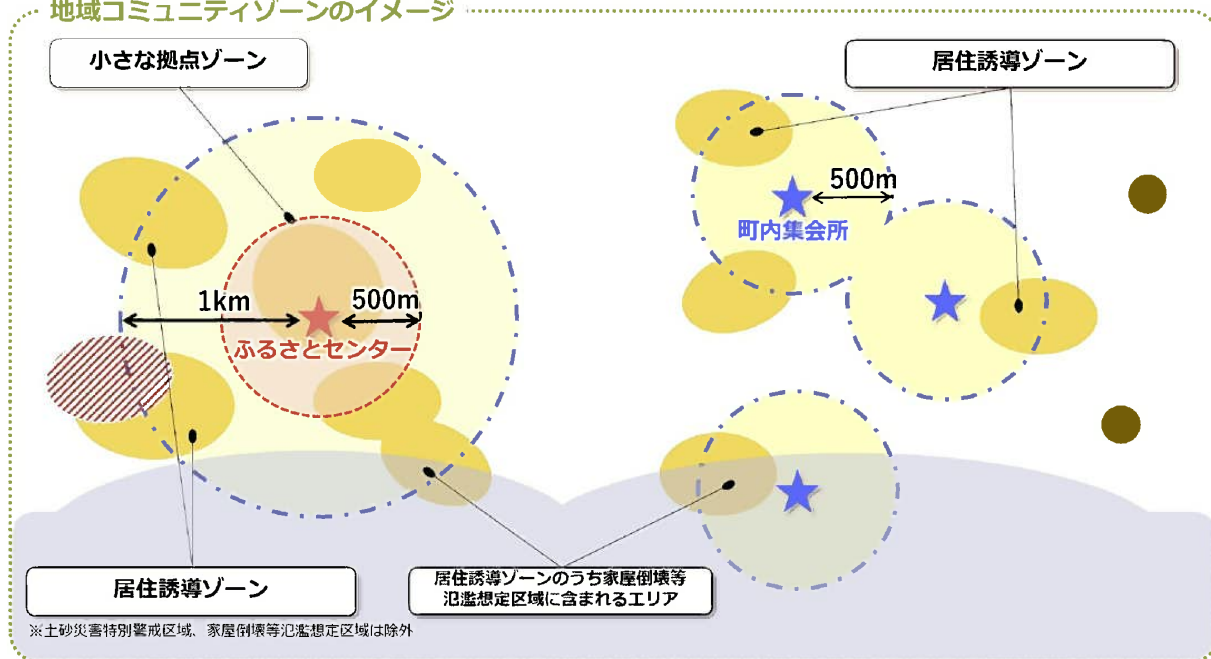 地域コミュニティゾーンのイメージ
小さな拠点ゾーン
居住誘導ゾーン
500m
町内集会所
1km
500m
ふるさとセンター
居住誘導ゾーン
居住誘導ゾーンのうち家屋倒壊等
氾濫想定区域に含まれるエリア
※土砂災害特別警戒区域、家屋倒壊等氾濫想定区域は除外